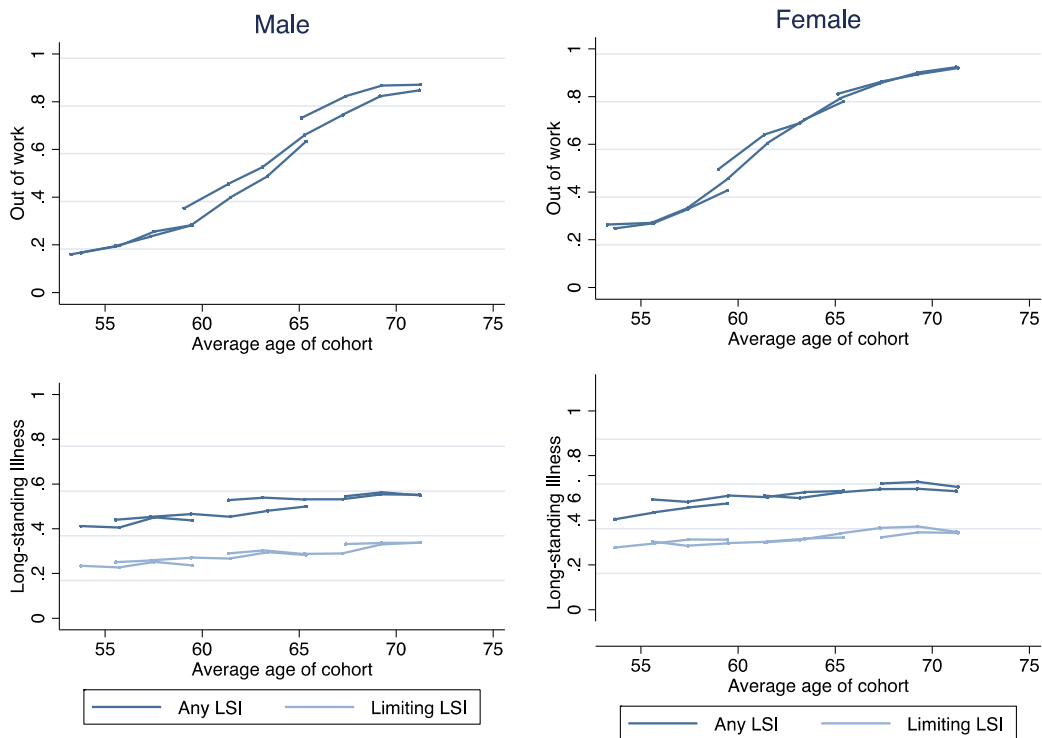 Male
Out of work
1
.8
.6
.4
.2
0
55 60 65 70 75
Average age of cohort
Female
Out of work
1
.8
.6
.4
.2
0
55 60 65 70 75
Average age of cohort
Long-standing Illness
1
.8
.6
.4
.2
0
55 60 65 70 75
Average age of cohort
Any LSI Limiting LSI
Long-standing Illness
1
.8
.6
.4
.2
0
55 60 65 70 75
Average age of cohort
Any LSI Limiting LSI